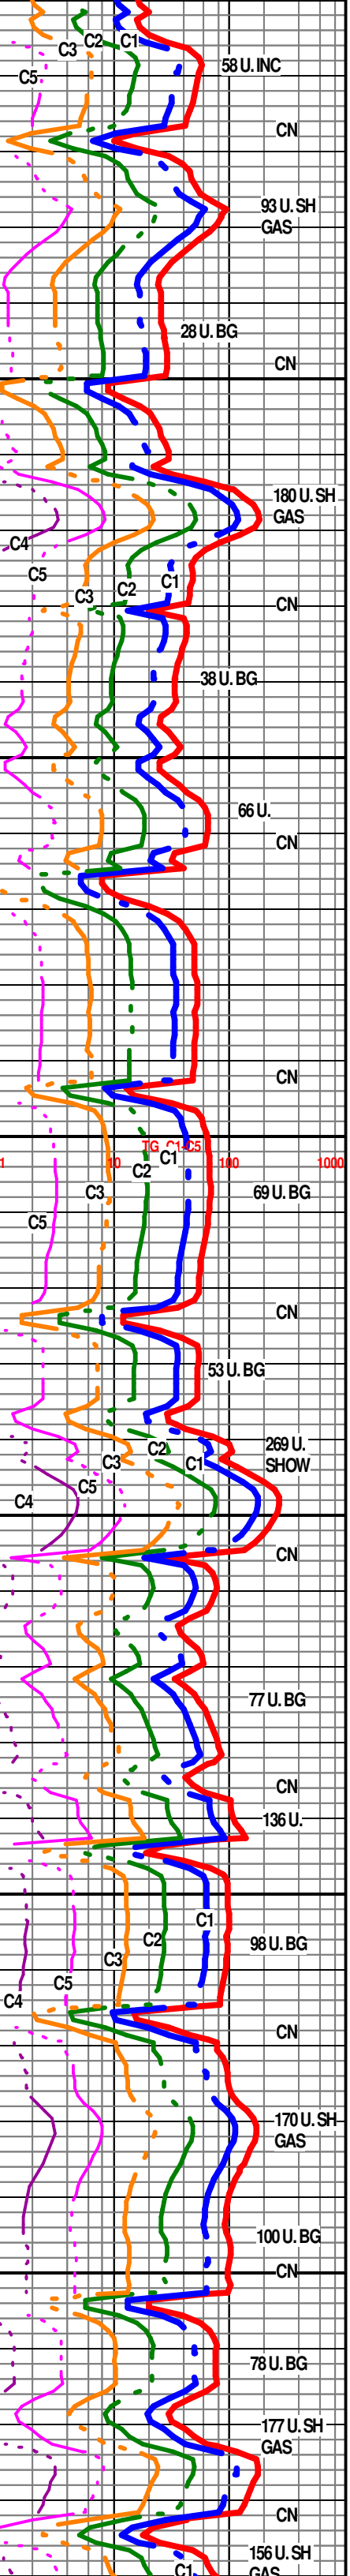 C3 C2 C1
58 U. INC
C5
CN
93 U. SH
GAS
28 U. BG
CN
180 U. SH
GAS
C4
C5
C3 C2 C1
CN
38 U. BG
66 U.
CN
CN
TG C1-C5
1 10 100 1000
C1
C2
C3
69 U. BG
C5
CN
53 U. BG
269 U.
SHOW
C2
C3 C1
C5
C4
CN
77 U. BG
CN
136 U.
C1
C2
98 U. BG
C3
C5
C4
CN
170 U. SH
GAS
100 U. BG
CN
78 U. BG
177 U. SH
GAS
CN
156 U. SH
C1 GAS